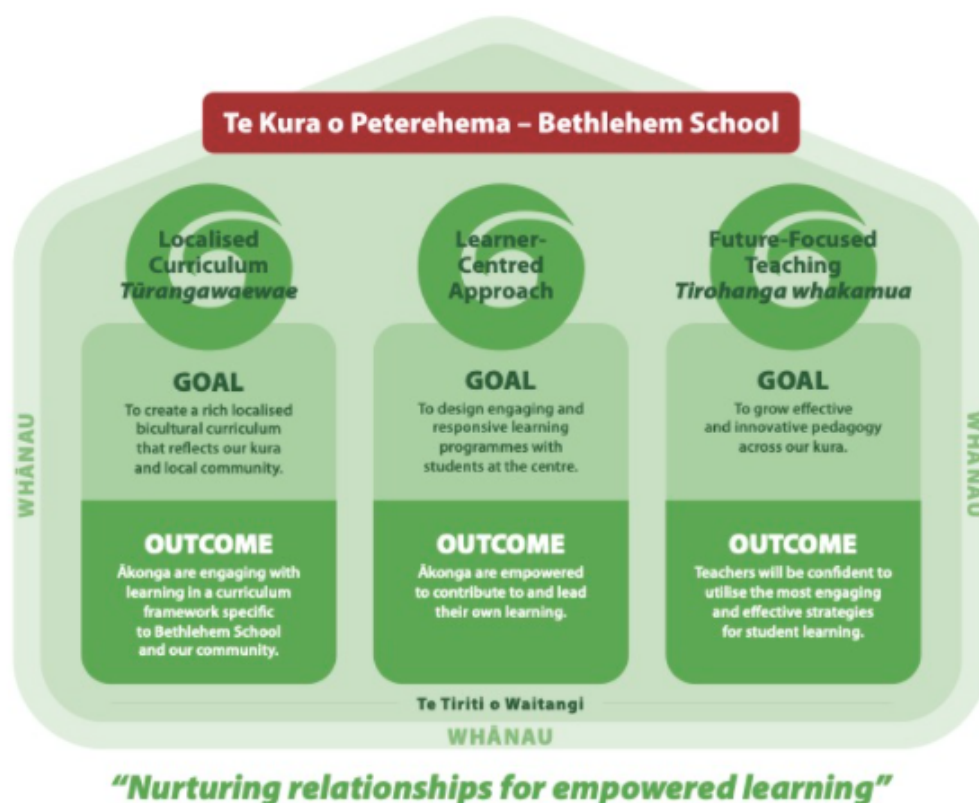 Te Kura o Peterehema – Bethlehem School
Localised
Curriculum
Tūrangawaewae
GOAL
To create a rich localised
bicultural curriculum
that reflects our kura
and local community.
OUTCOME
Ākonga are engaging with
learning in a curriculum
framework specific
to Bethlehem School
and our community.
Learner-
Centred
Approach
GOAL
To design engaging and
responsive learning
programmes with
students at the centre.
OUTCOME
Ākonga are empowered
to contribute to and lead
their own learning.
Future-Focused
Teaching
Tirohanga whakamua
GOAL
To grow effective
and innovative pedagogy
across our kura.
OUTCOME
Teachers will be confident to
utilise the most engaging
and effective strategies
for student learning.
WHĀNAU
WHĀNAU
Te Tiriti o Waitangi
WHĀNAU
“Nurturing relationships for empowered learning”